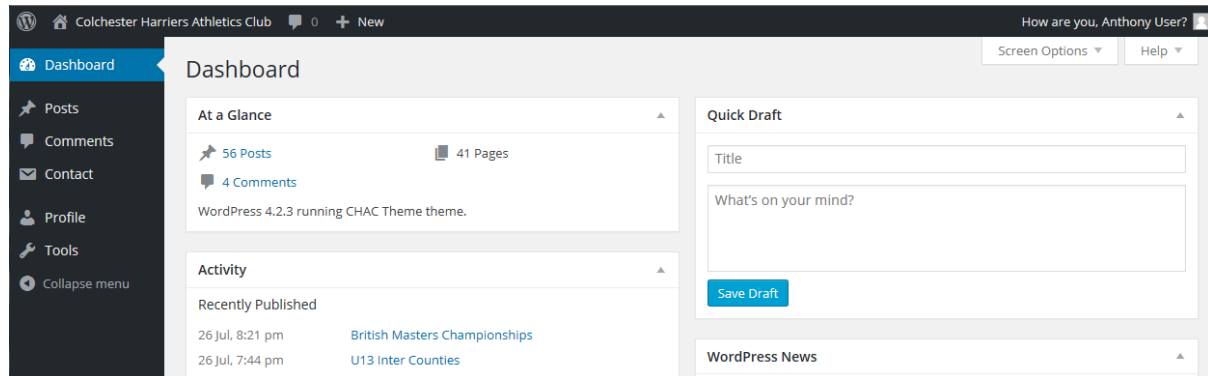 Colchester Harriers Athletics Club 0 + New How are you, Anthony User?
Screen Options Help
Dashboard
Posts
Comments
Contact
Profile
Tools
Collapse menu
Dashboard
At a Glance
56 Posts 41 Pages
4 Comments
WordPress 4.2.3 running CHAC Theme theme.
Activity
Recently Published
26 Jul, 8:21 pm British Masters Championships
26 Jul, 7:44 pm U13 Inter Counties
Quick Draft
Title
What's on your mind?
Save Draft
WordPress News